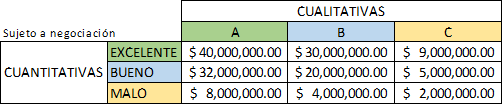 CUALITATIVAS
Sujeto a negociación A B C
EXCELENTE $ 40,000,000.00 $ 30,000,000.00 $ 9,000,000.00
CUANTITATIVAS BUENO $ 32,000,000.00 $ 20,000,000.00 $ 5,000,000.00
MALO $ 8,000,000.00 $ 4,000,000.00 $ 2,000,000.00